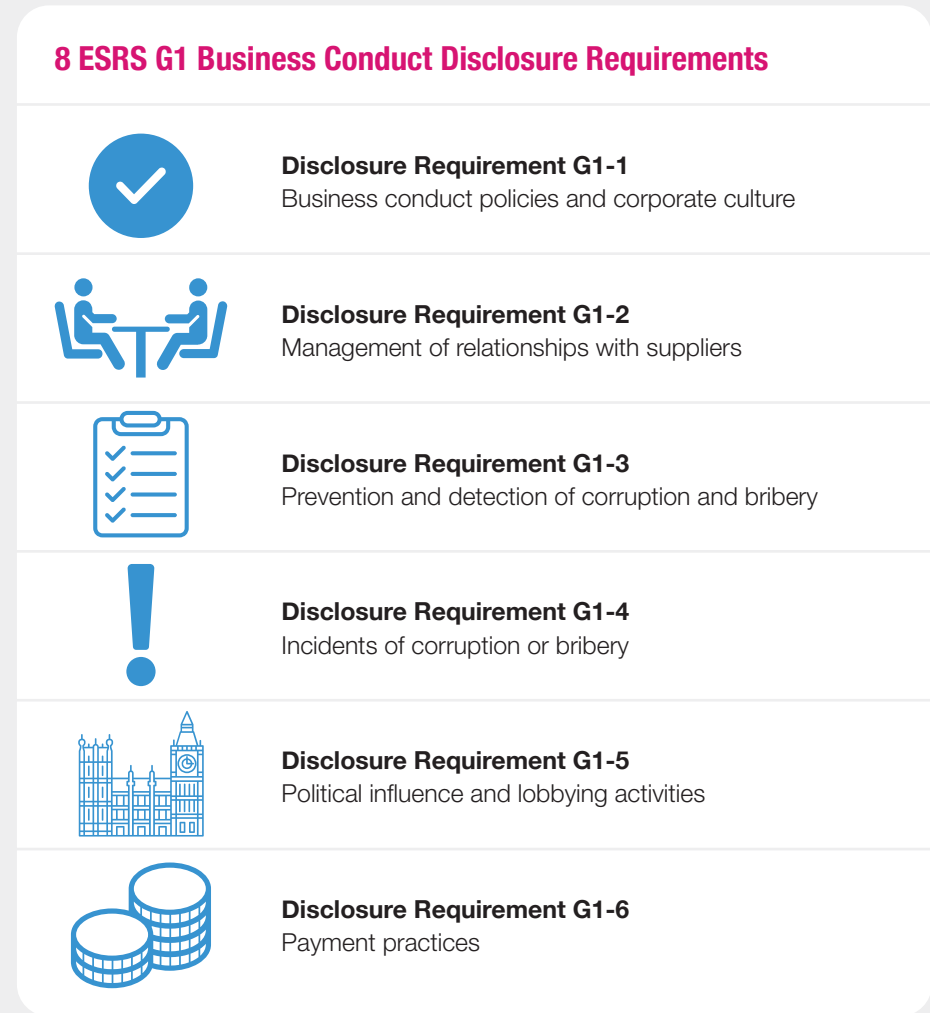 8 ESRS G1 Business Conduct Disclosure Requirements
Disclosure Requirement G1-1
Business conduct policies and corporate culture
Disclosure Requirement G1-2
Management of relationships with suppliers
Disclosure Requirement G1-3
Prevention and detection of corruption and bribery
Disclosure Requirement G1-4
Incidents of corruption or bribery
Disclosure Requirement G1-5
Political influence and lobbying activities
Disclosure Requirement G1-6
Payment practices